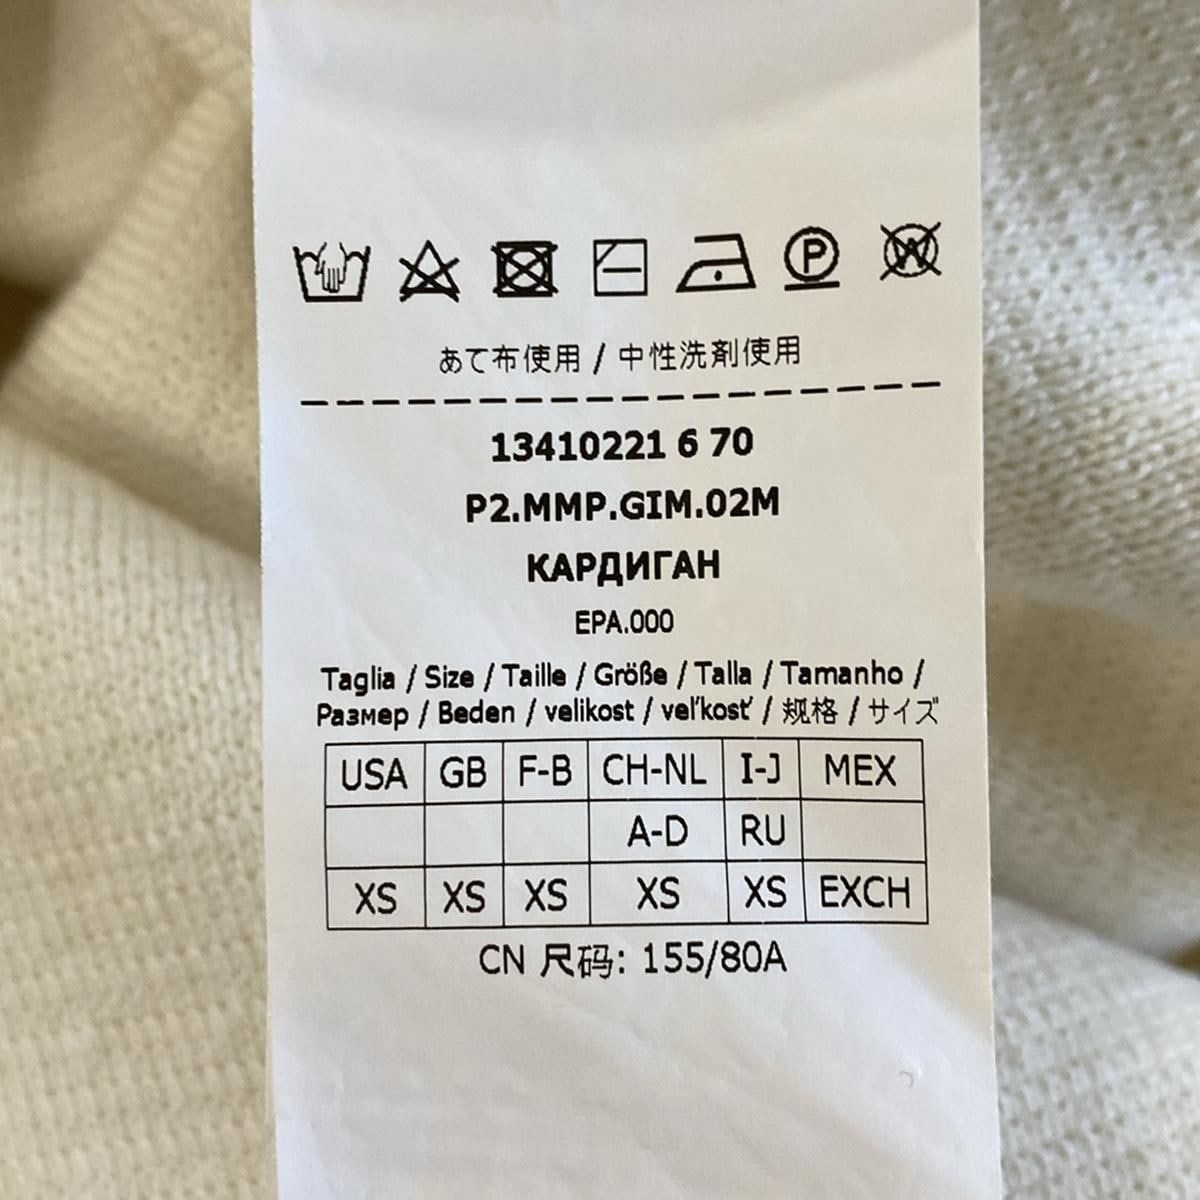 P W
あて布使用 / 中性洗剤使用
13410221 6 70
P2.MMP.GIM.02M
КАРДИГАН
EPA.000
Taglia / Size / Taille / Größe / Talla / Tamanho /
Размер / Beden / velikost / veľkosť / 规格 / サイズ
USA GB F-B CH-NL I-J MEX
A-D RU
XS XS XS XS XS EXCH
CN 尺码: 155/80A